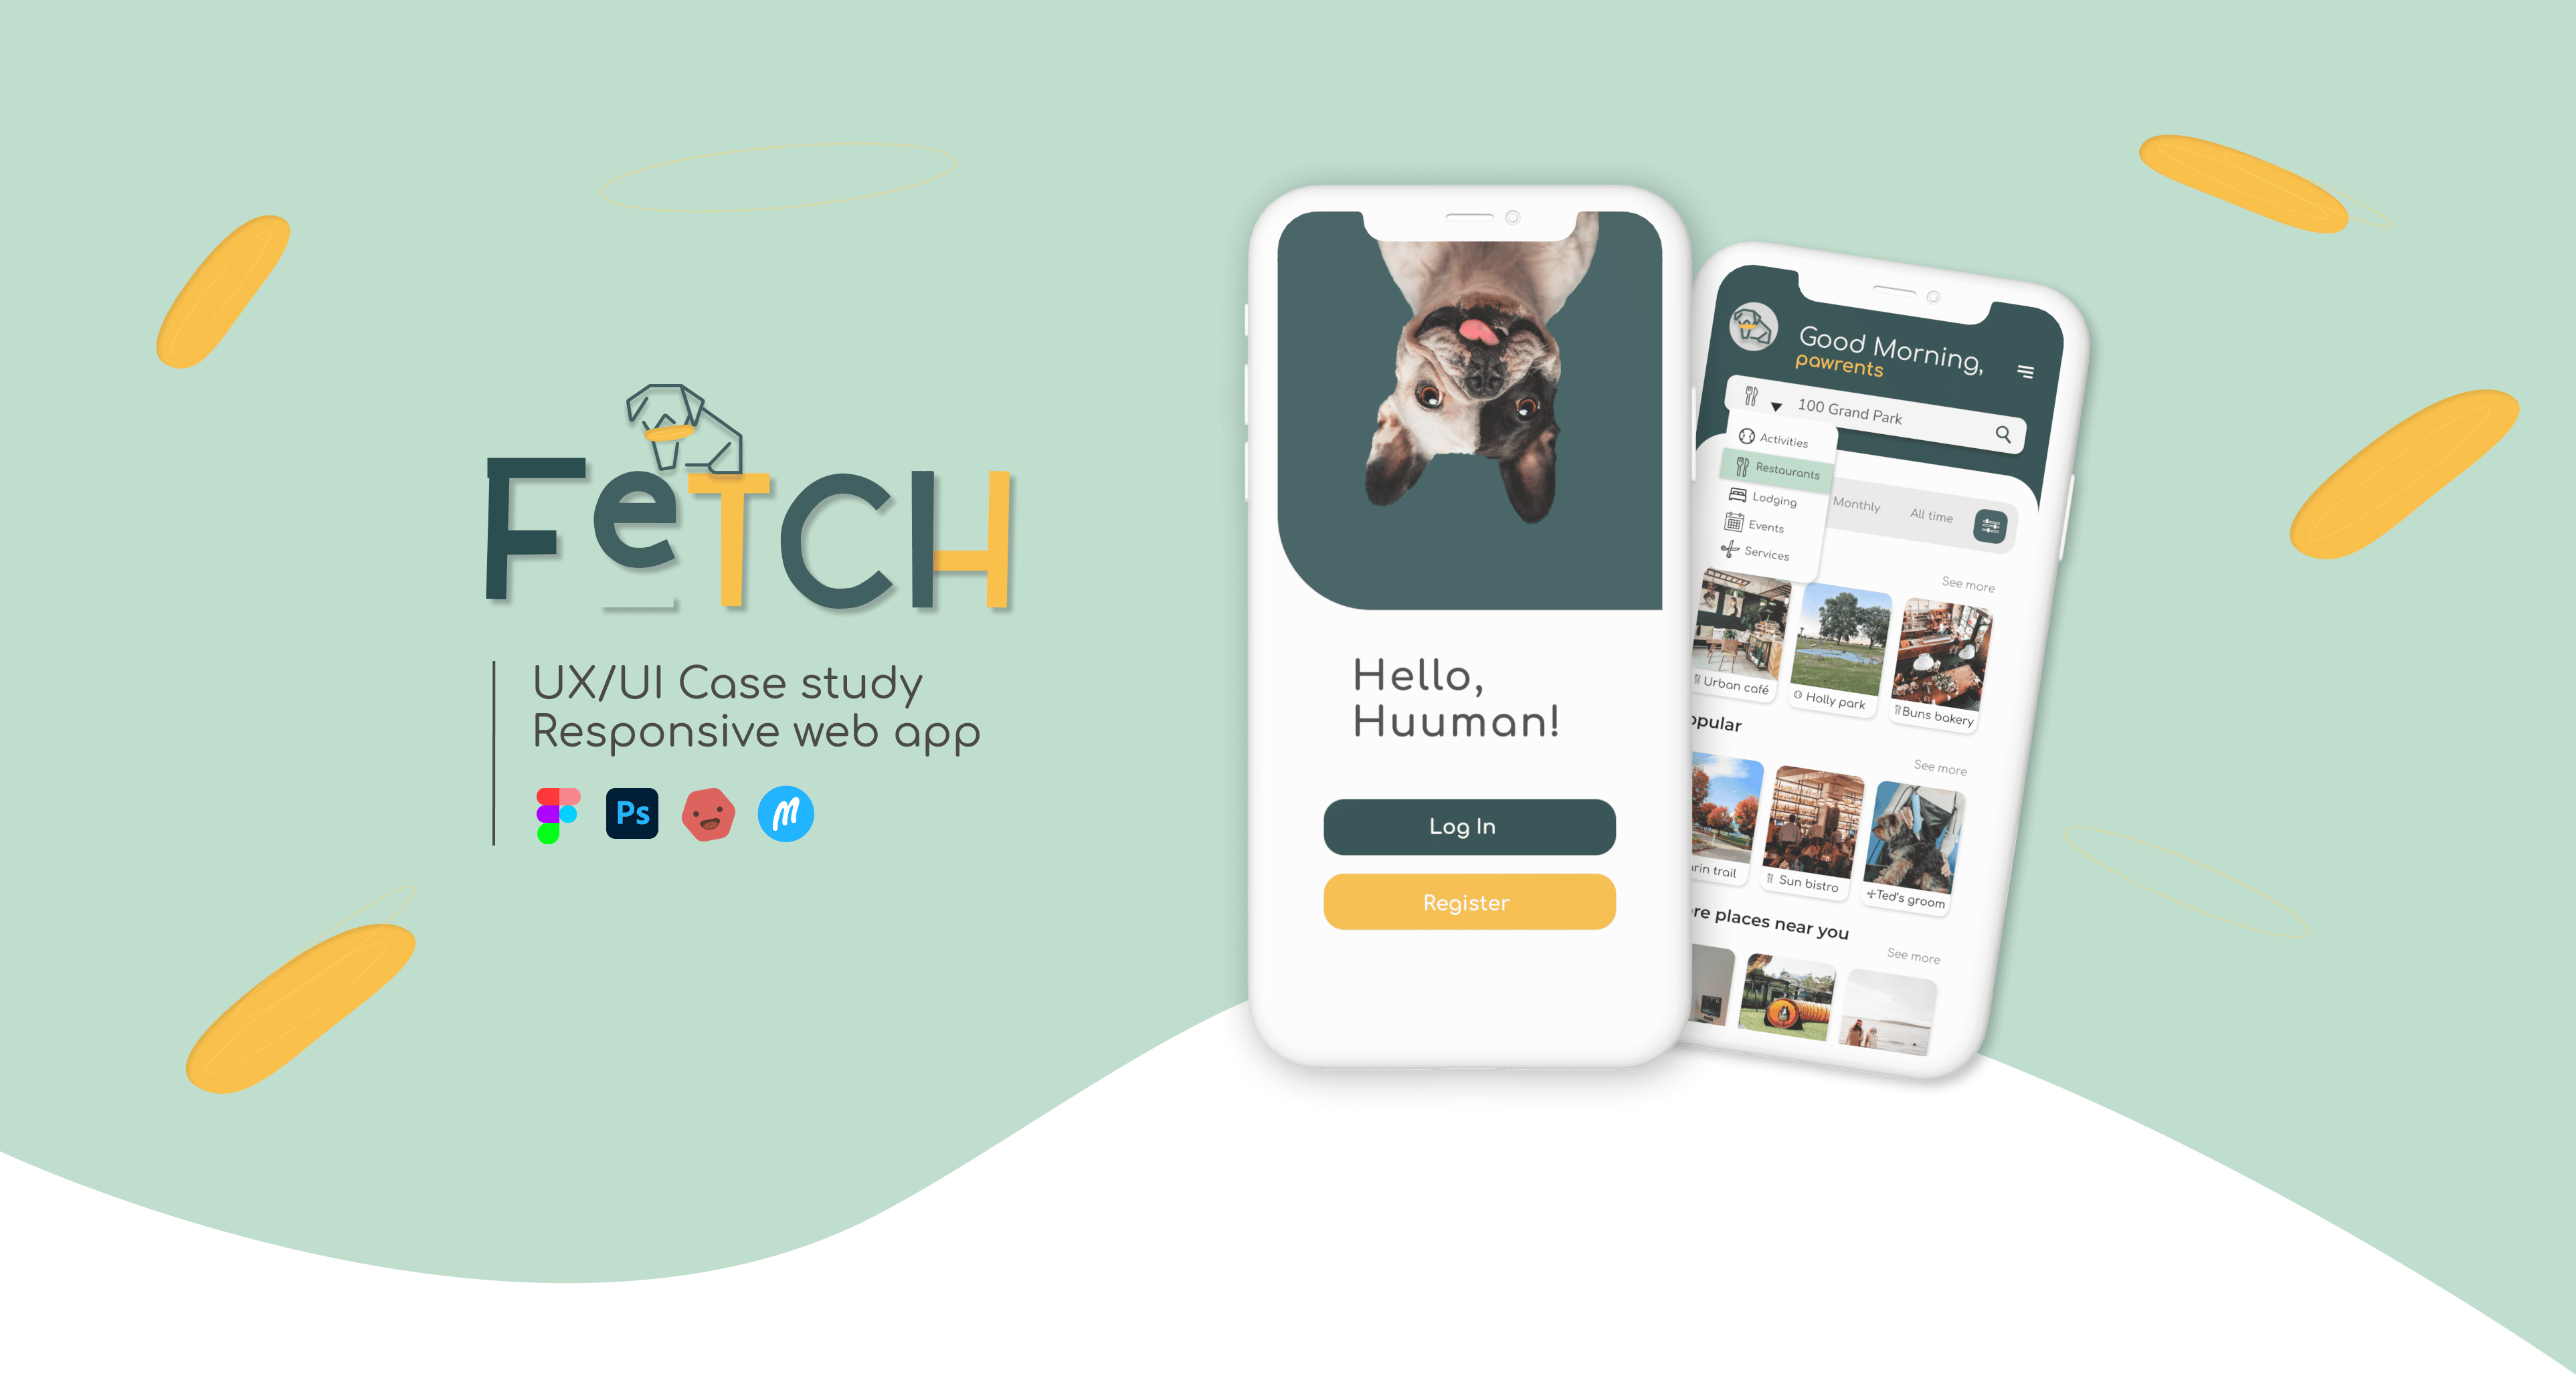 FeTCH
UX/UI Case study
Responsive web app
Ps
Hello,
Huuman!
Log In
Register
Good Morning,
pawrents
100 Grand Park
Activities
Restaurants
Lodging
Events
Services
Monthly
All time
See more
Urban café
Holly park
Buns bakery
opular
See more
rin trail
Sun bistro
Ted's groom
re places near you
See more